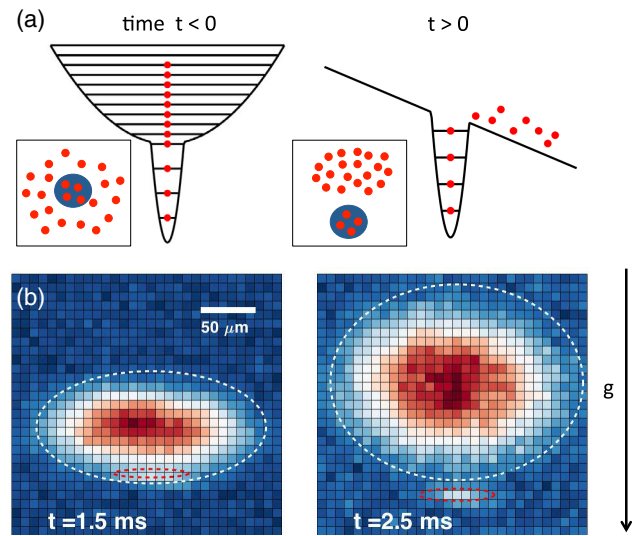 (a)
time t < 0
t > 0
(b)
50 μm
g
t =1.5 ms
t=2.5 ms